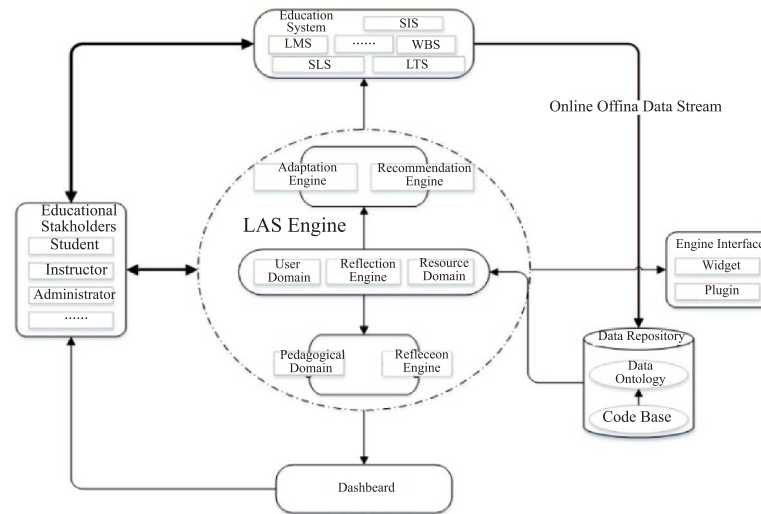 Education
System
SIS
LMS
......
WBS
SLS
LTS
Online Offina Data Stream
Adaptation
Engine
Recommendation
Engine
LAS Engine
Educational
Stakholders
Student
Instructor
Administrator
......
User
Domain
Reflection
Engine
Resource
Domain
Engine Interface
Widget
Plugin
Pedagogical
Domain
Refleceon
Engine
Data Repository
Data
Ontology
Code Base
Dashbeard